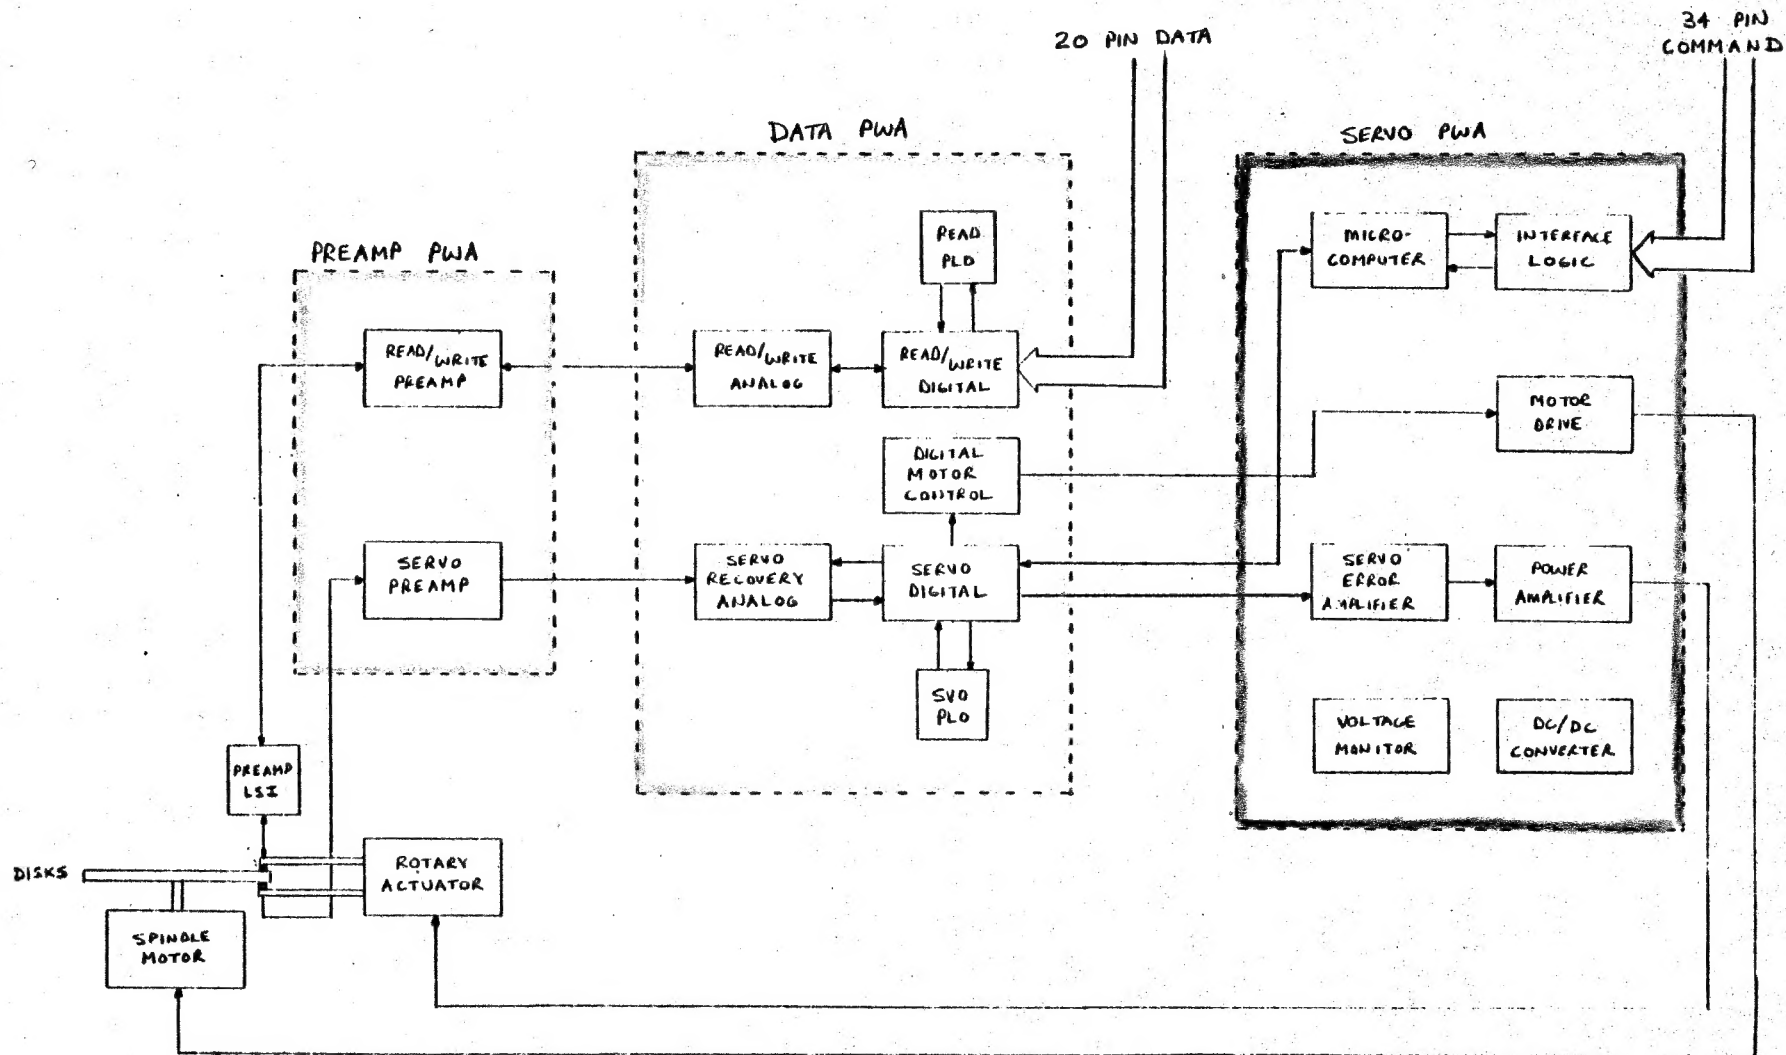 34 PIN
COMMAND
20 PIN DATA
DATA PWA
SERVO PWA
PREAMP PWA
READ
PLO
MICRO-
COMPUTER
INTERFACE
LOGIC
READ/WRITE
PREAMP
READ/WRITE
ANALOG
READ/WRITE
DIGITAL
MOTOR
DRIVE
DIGITAL
MOTOR
CONTROL
SERVO
PREAMP
SERVO
RECOVERY
ANALOG
SERVO
DIGITAL
SERVO
ERROR
AMPLIFIER
POWER
AMPLIFIER
SVO
PLO
VOLTAGE
MONITOR
DC/DC
CONVERTER
PREAMP
LSI
DISKS
ROTARY
ACTUATOR
SPINDLE
MOTOR